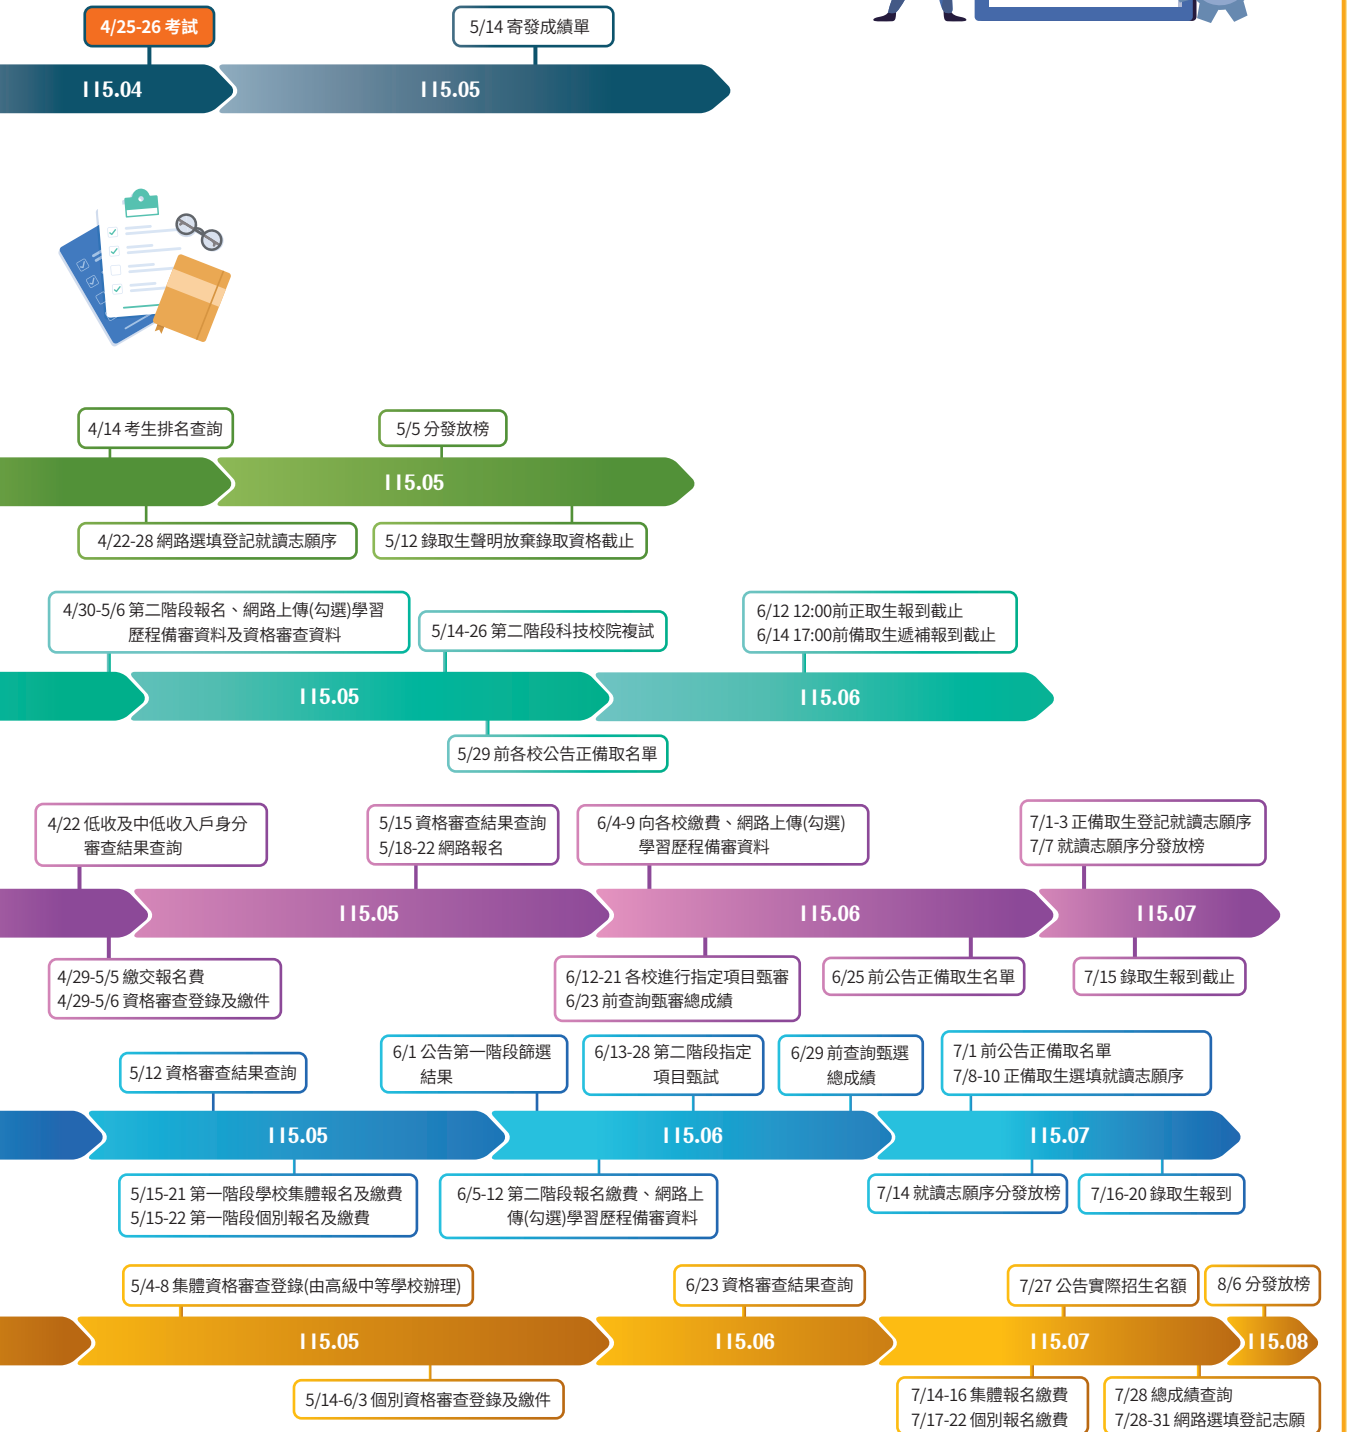 4/25-26 考試
5/14 寄發成績單
115.04
115.05
4/14 考生排名查詢
5/5 分發放榜
115.05
4/22-28 網路選填登記就讀志願序
5/12 錄取生聲明放棄錄取資格截止
4/30-5/6 第二階段報名、網路上傳(勾選)學習
歷程備審資料及資格審查資料
5/14-26 第二階段科技校院複試
6/12 12:00前正取生報到截止
6/14 17:00前備取生遞補報到截止
115.05
115.06
5/29 前各校公告正備取名單
4/22 低收及中低收入戶身分
審查結果查詢
5/15 資格審查結果查詢
5/18-22 網路報名
6/4-9 向各校繳費、網路上傳(勾選)
學習歷程備審資料
7/1-3 正備取生登記就讀志願序
7/7 就讀志願序分發放榜
115.05
115.06
115.07
4/29-5/5 繳交報名費
4/29-5/6 資格審查登錄及繳件
6/12-21 各校進行指定項目甄審
6/23 前查詢甄審總成績
6/25 前公告正備取生名單
7/15 錄取生報到截止
5/12 資格審查結果查詢
6/1 公告第一階段篩選
結果
6/13-28 第二階段指定
項目甄試
6/29 前查詢甄選
總成績
7/1 前公告正備取名單
7/8-10 正備取生選填就讀志願序
115.05
115.06
115.07
5/15-21 第一階段學校集體報名及繳費
5/15-22 第一階段個別報名及繳費
6/5-12 第二階段報名繳費、網路上
傳(勾選)學習歷程備審資料
7/14 就讀志願序分發放榜
7/16-20 錄取生報到
5/4-8 集體資格審查登錄(由高級中等學校辦理)
6/23 資格審查結果查詢
7/27 公告實際招生名額
8/6 分發放榜
115.05
115.06
115.07
115.08
5/14-6/3 個別資格審查登錄及繳件
7/14-16 集體報名繳費
7/17-22 個別報名繳費
7/28 總成績查詢
7/28-31 網路選填登記志願